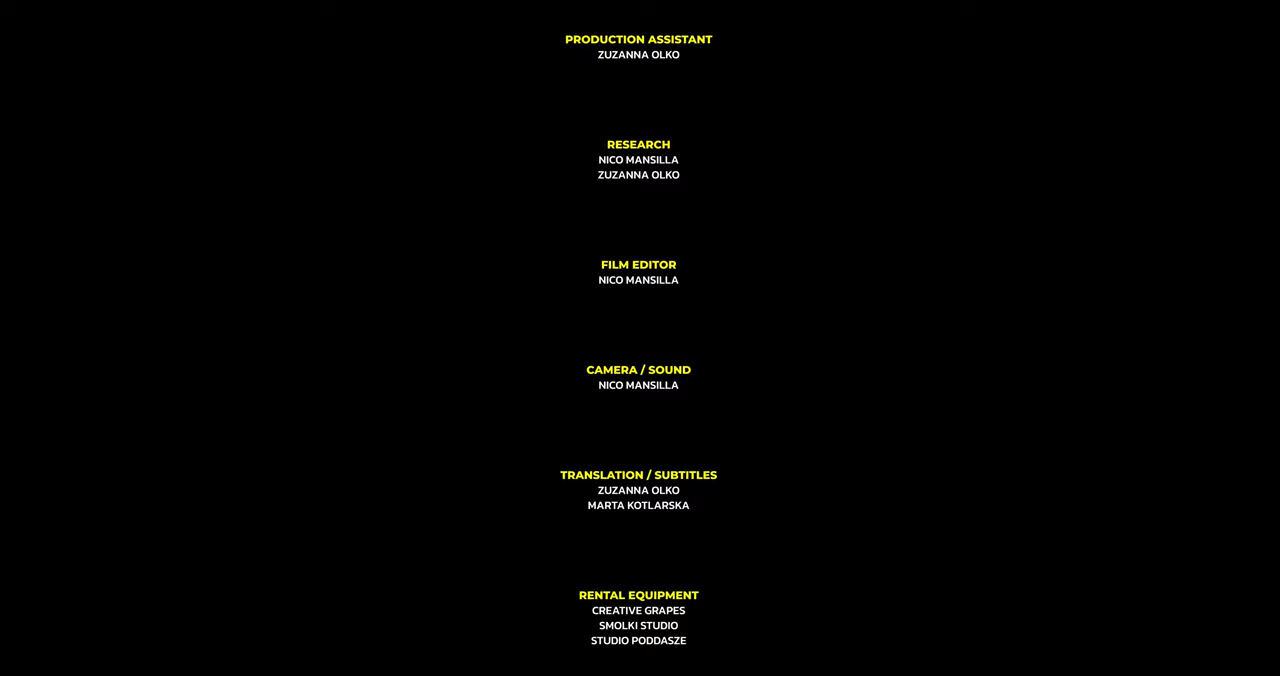 PRODUCTION ASSISTANT
ZUZANNA OLKO
RESEARCH
NICO MANSILLA
ZUZANNA OLKO
FILM EDITOR
NICO MANSILLA
CAMERA / SOUND
NICO MANSILLA
TRANSLATION / SUBTITLES
ZUZANNA OLKO
MARTA KOTLARSKA
RENTAL EQUIPMENT
CREATIVE GRAPES
SMOLKI STUDIO
STUDIO PODDASZE